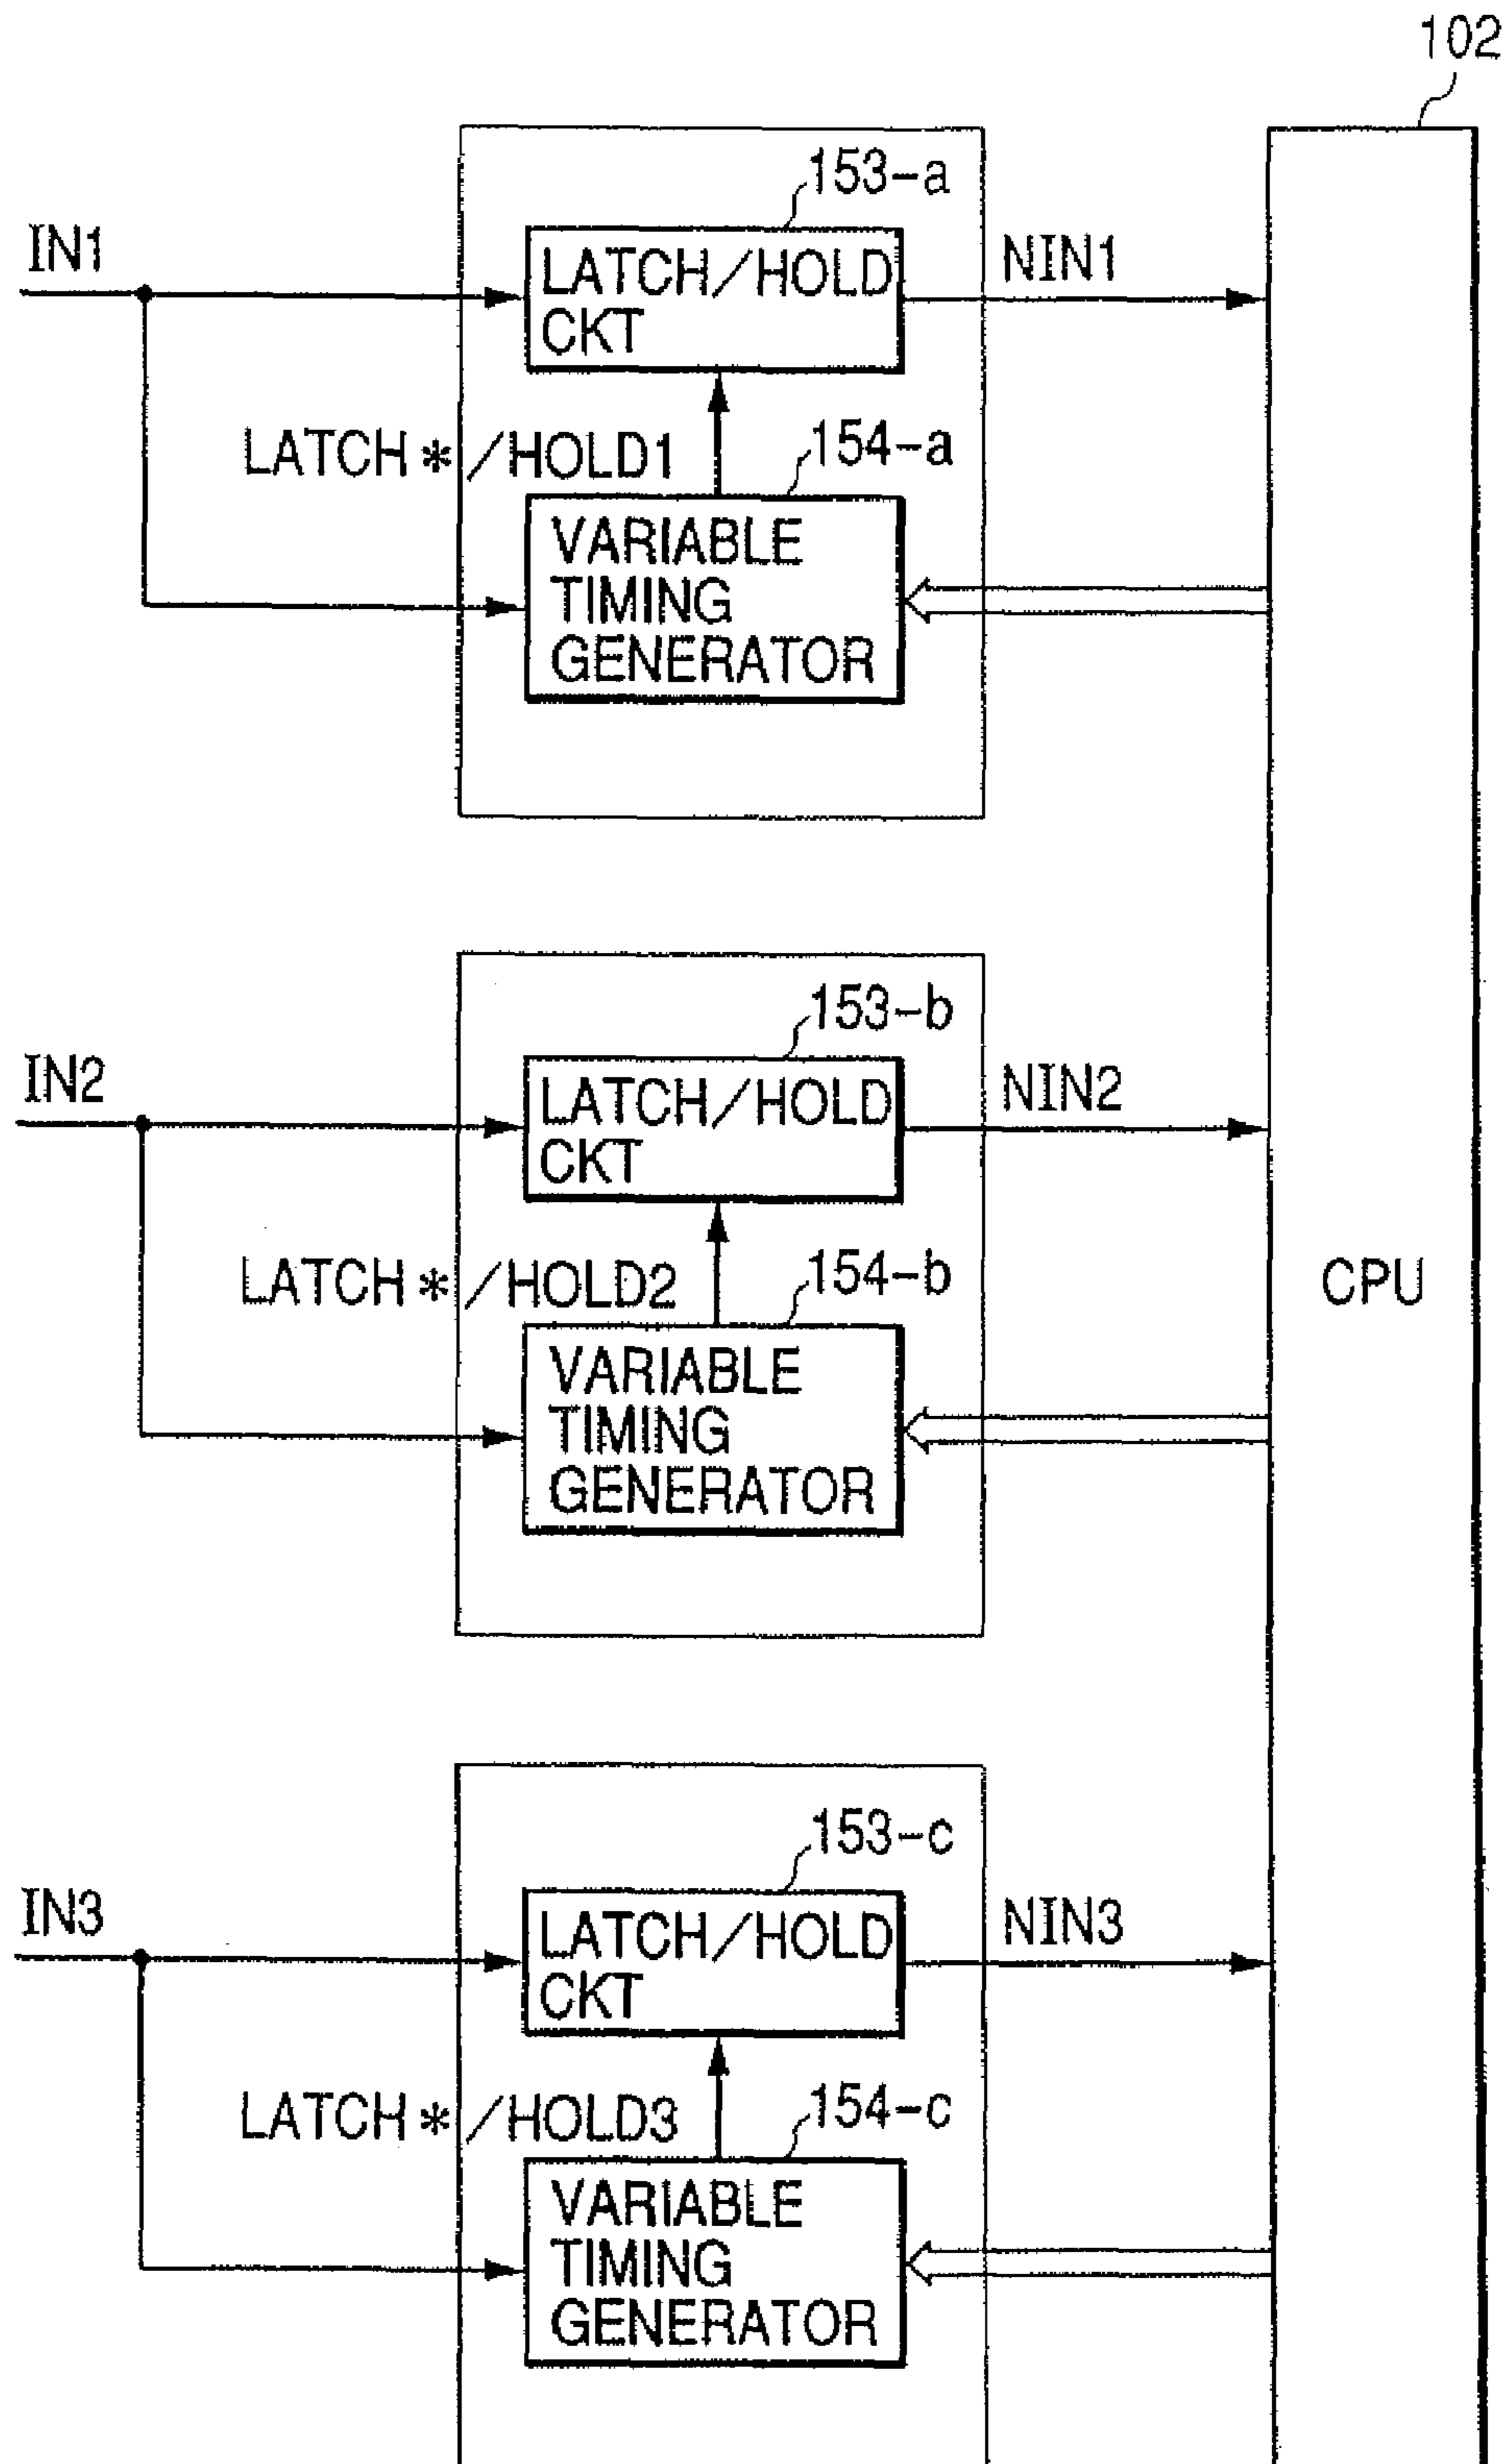 102
153-a
IN1
LATCH/HOLD
CKT
NIN1
LATCH*/HOLD1
154-a
VARIABLE
TIMING
GENERATOR
153-b
IN2
LATCH/HOLD
CKT
NIN2
LATCH*/HOLD2
154-b
VARIABLE
TIMING
GENERATOR
CPU
153-c
IN3
LATCH/HOLD
CKT
NIN3
LATCH*/HOLD3
154-c
VARIABLE
TIMING
GENERATOR